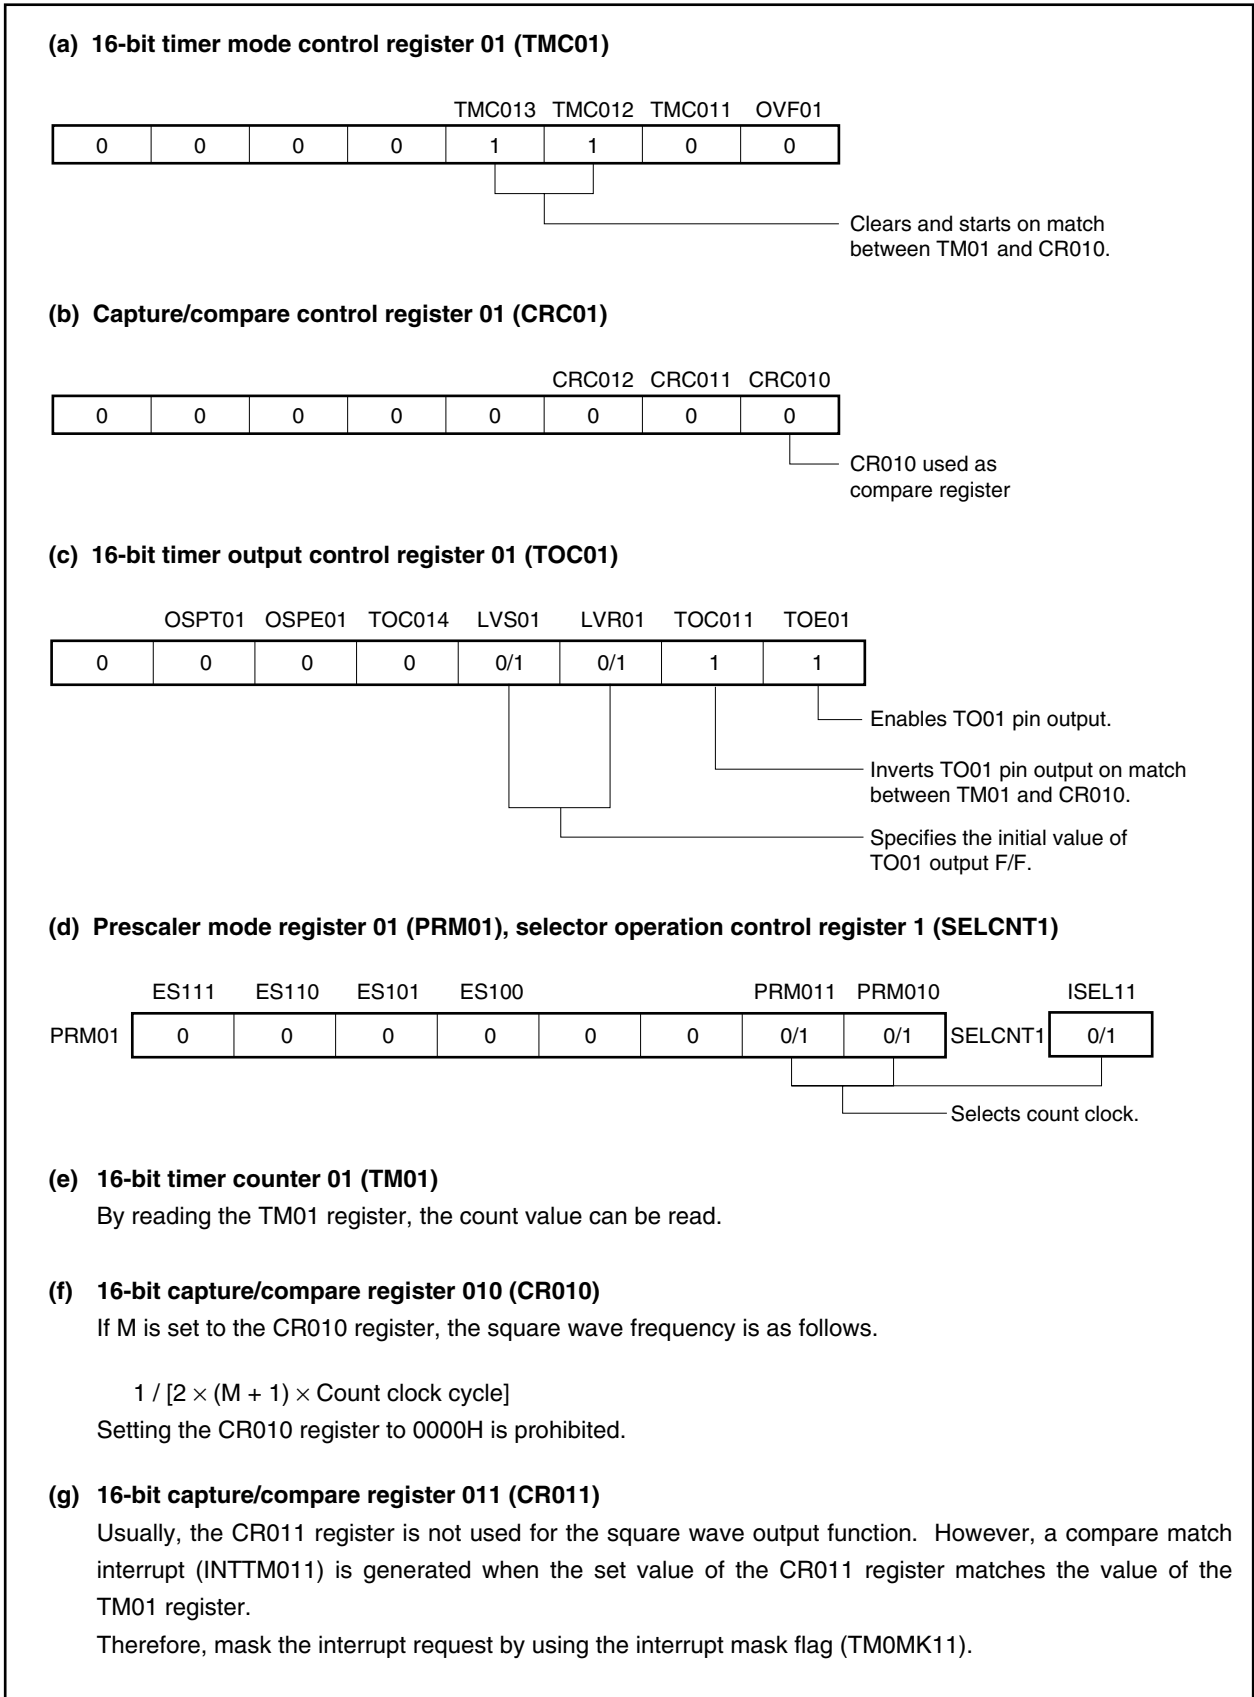 (a) 16-bit timer mode control register 01 (TMC01)
TMC013 TMC012 TMC011 OVF01
0 0 0 0 1 1 0 0
Clears and starts on match
between TM01 and CR010.
(b) Capture/compare control register 01 (CRC01)
CRC012 CRC011 CRC010
0 0 0 0 0 0 0 0
CR010 used as
compare register
(c) 16-bit timer output control register 01 (TOC01)
OSPT01 OSPE01 TOC014 LVS01 LVR01 TOC011 TOE01
0 0 0 0 0/1 0/1 1 1
Enables TO01 pin output.
Inverts TO01 pin output on match
between TM01 and CR010.
Specifies the initial value of
TO01 output F/F.
(d) Prescaler mode register 01 (PRM01), selector operation control register 1 (SELCNT1)
ES111 ES110 ES101 ES100 PRM011 PRM010 ISEL11
PRM01 0 0 0 0 0 0 0/1 0/1 SELCNT1 0/1
Selects count clock.
(e) 16-bit timer counter 01 (TM01)
By reading the TM01 register, the count value can be read.
(f) 16-bit capture/compare register 010 (CR010)
If M is set to the CR010 register, the square wave frequency is as follows.
1 / [2 × (M + 1) × Count clock cycle]
Setting the CR010 register to 0000H is prohibited.
(g) 16-bit capture/compare register 011 (CR011)
Usually, the CR011 register is not used for the square wave output function. However, a compare match
interrupt (INTTM011) is generated when the set value of the CR011 register matches the value of the
TM01 register.
Therefore, mask the interrupt request by using the interrupt mask flag (TM0MK11).